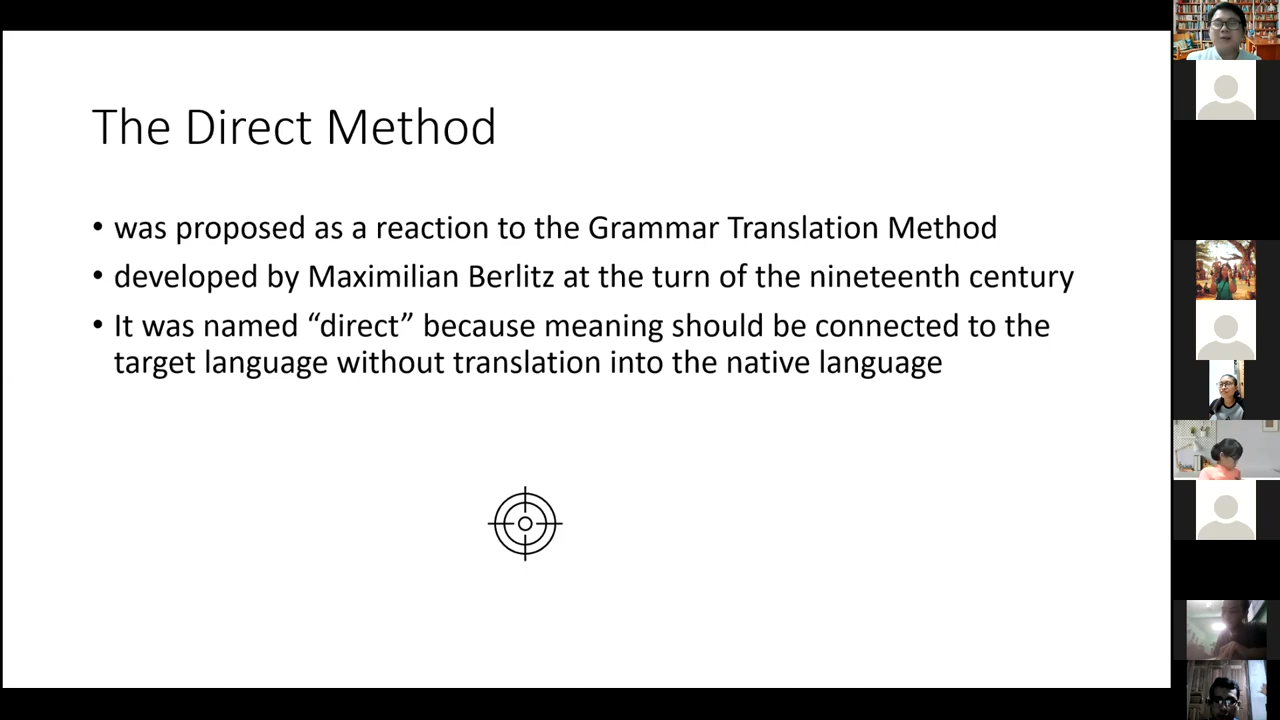 The Direct Method
• was proposed as a reaction to the Grammar Translation Method
• developed by Maximilian Berlitz at the turn of the nineteenth century
• It was named “direct” because meaning should be connected to the
target language without translation into the native language